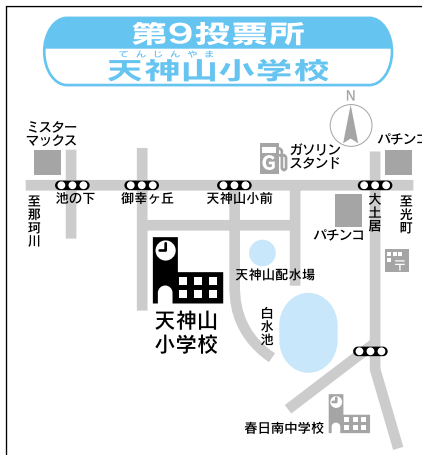 第9投票所
てんじんやま
天神山小学校
N
ミスター
マックス
G
ガソリン
スタンド
パチンコ
池の下
御幸ヶ丘
天神山小前
大土居
至那珂川
至光町
パチンコ
〒
天神山配水場
天神山
小学校
白水池
春日南中学校